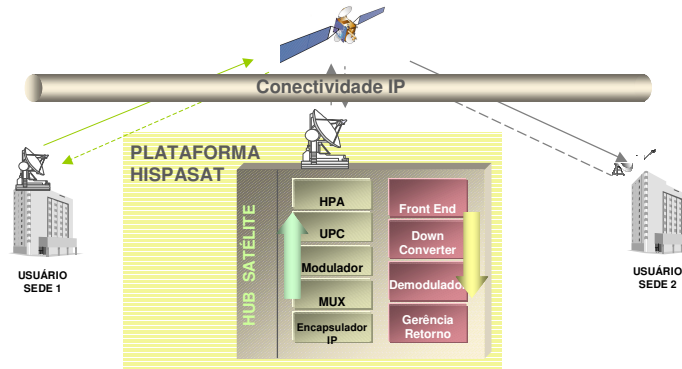 Conectividade IP
PLATAFORMA
HISPASAT
HUB SATÉLITE
HPA
UPC
Modulador
MUX
Encapsulador
IP
Front End
Down
Converter
Demodulador
Gerência
Retorno
USUÁRIO
SEDE 1
USUÁRIO
SEDE 2